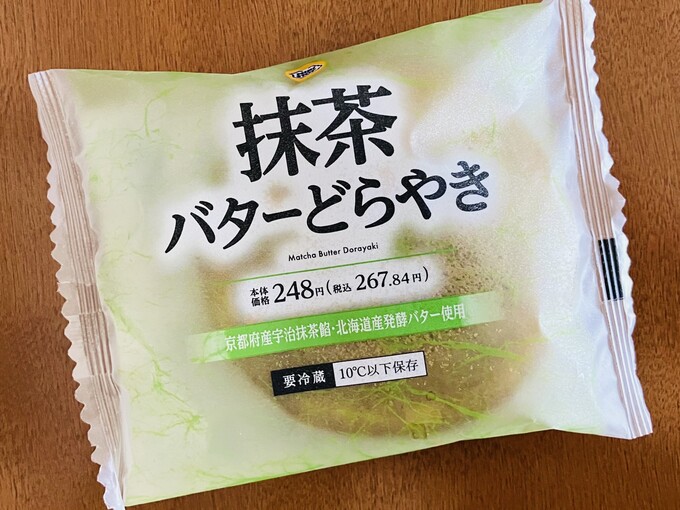 抹茶
バターどらやき
Matcha Butter Dorayaki
本体価格 248円(税込 267.84円)
京都府産宇治抹茶餡・北海道産発酵バター使用
要冷蔵 10℃以下保存